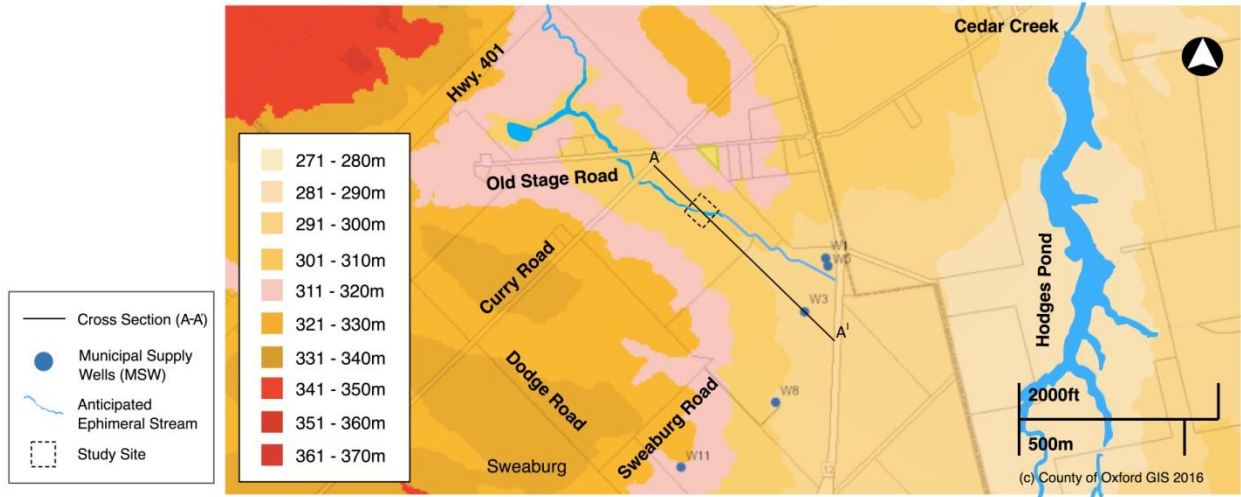 Cedar Creek
Hwy. 401
271 - 280m
281 - 290m
291 - 300m
301 - 310m
311 - 320m
321 - 330m
331 - 340m
341 - 350m
351 - 360m
361 - 370m
A
Old Stage Road
Curry Road
Dodge Road
Sweaburg Road
Sweaburg
W1
W5
W3
A'
W8
W11
12
Hodges Pond
2000ft
500m
(c) County of Oxford GIS 2016
Cross Section (A-A')
Municipal Supply
Wells (MSW)
Anticipated
Ephemeral Stream
Study Site